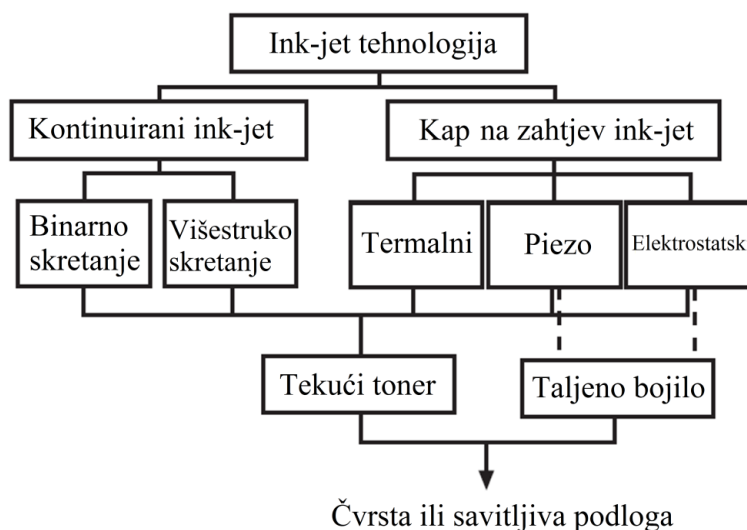 Ink-jet tehnologija
Kontinuirani ink-jet
Kap na zahtjev ink-jet
Binarno
skretanje
Višestruko
skretanje
Termalni
Piezo
Elektrostatski
Tekući toner
Taljeno bojilo
Čvrsta ili savitljiva podloga